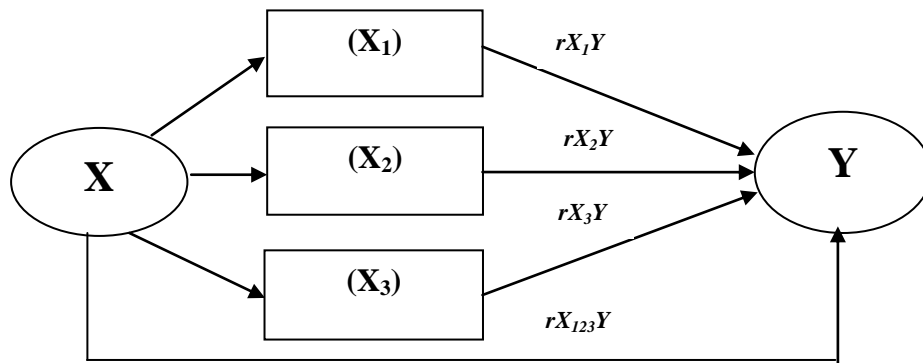 (X₁)
rX₁Y
(X₂)
rX₂Y
X
Y
rX₃Y
(X₃)
rX₁₂₃Y